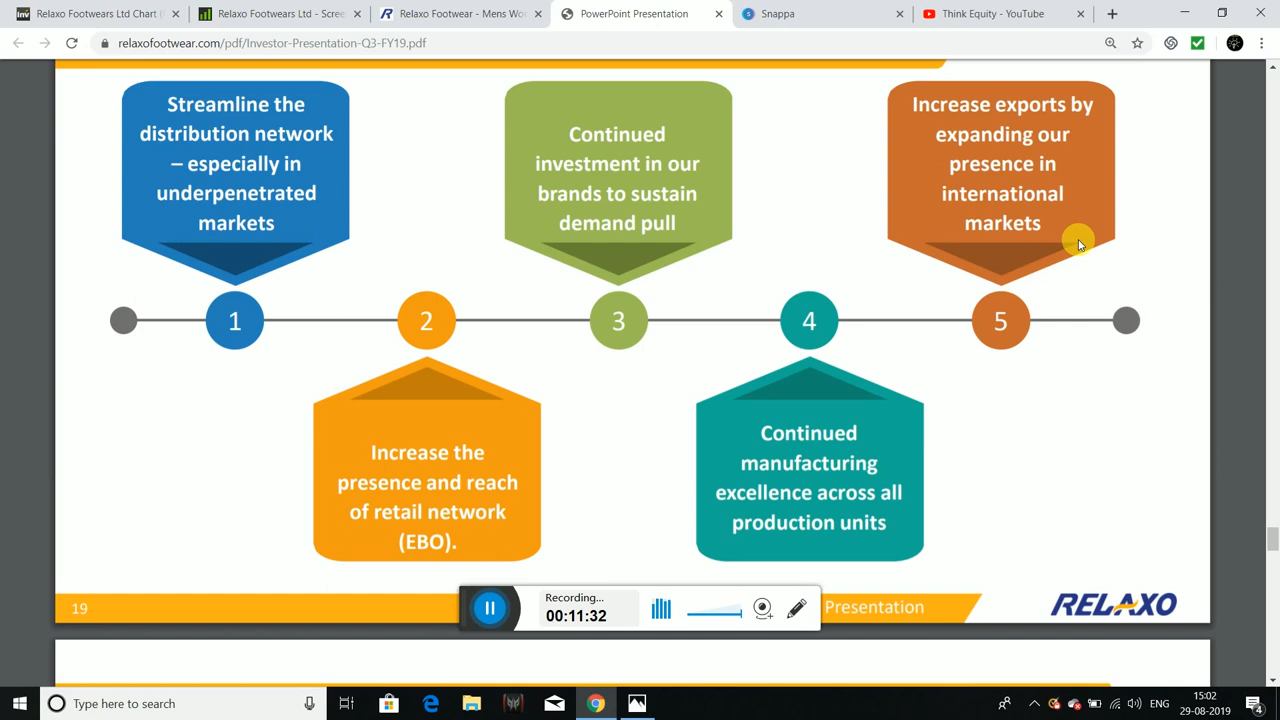 Relaxo Footwears Ltd Chart (
Relaxo Footwears Ltd - Scree
Relaxo Footwear - Mens Wo
PowerPoint Presentation
Snappa
Think Equity - YouTube
relaxofootwear.com/pdf/Investor-Presentation-Q3-FY19.pdf
Streamline the
distribution network
– especially in
underpenetrated
markets
Continued
investment in our
brands to sustain
demand pull
Increase exports by
expanding our
presence in
international
markets
1
2
3
4
5
Increase the
presence and reach
of retail network
(EBO).
Continued
manufacturing
excellence across all
production units
19
Recording...
00:11:32
Presentation
RELAXO
Type here to search
ENG
15:02
29-08-2019
4